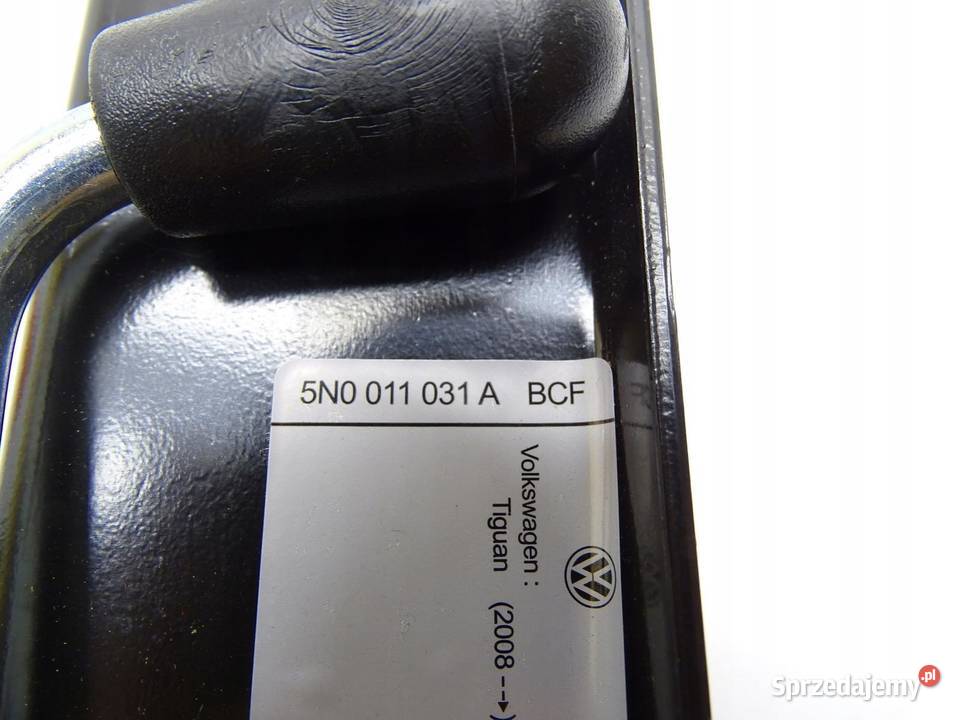 5N0 011 031 A BCF
Volkswagen :
Tiguan (2008 --➔)
Sprzedajemy.pl